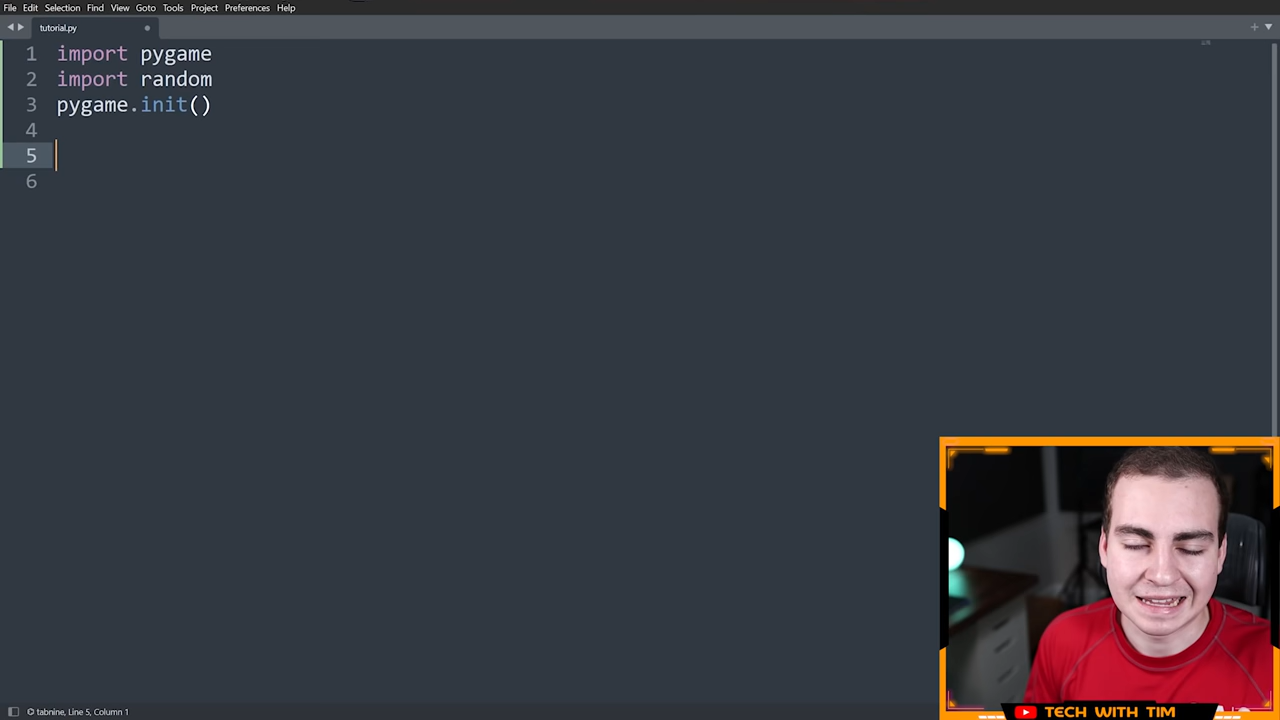 File Edit Selection Find View Goto Tools Project Preferences Help
tutorial.py
1 import pygame
2 import random
3 pygame.init()
4
5
6
TECH WITH TIM
tabnine, Line 5, Column 1